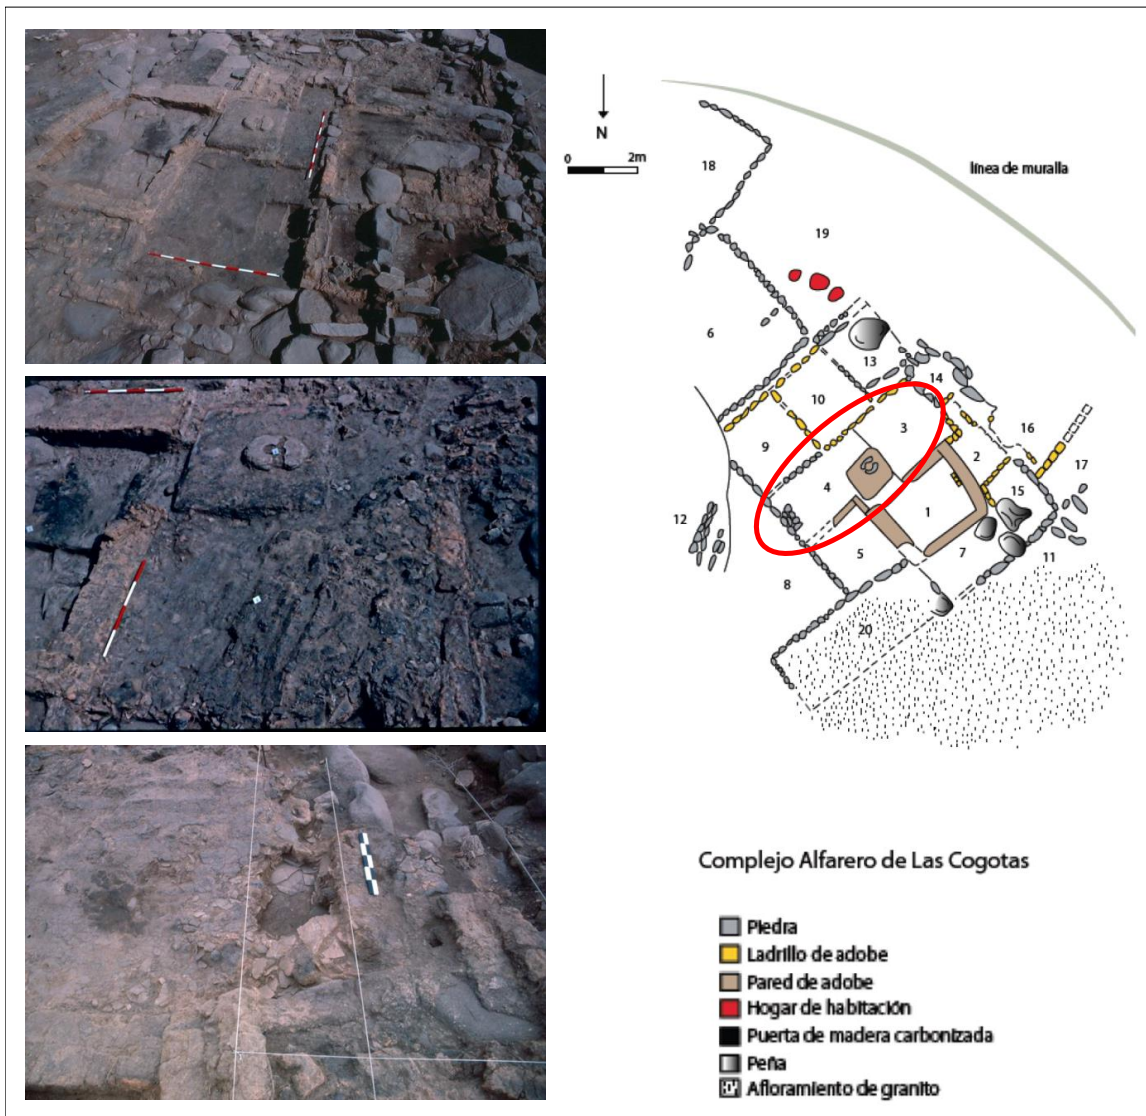 N
0 2m
línea de muralla
18
19
6
13
14
10
3
16
9
2
17
4
15
12
1
5
7
11
8
20
Complejo Alfarero de Las Cogotas
Piedra
Ladrillo de adobe
Pared de adobe
Hogar de habitación
Puerta de madera carbonizada
Peña
Afloramiento de granito